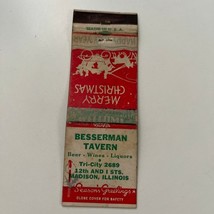 MERRY
CHRISTMAS
BESSERMAN
TAVERN
Beer - Wines - Liquors
Tri-City 2689
12th AND I STS.
MADISON, ILLINOIS
Season's Greetings
CLOSE COVER FOR SAFETY